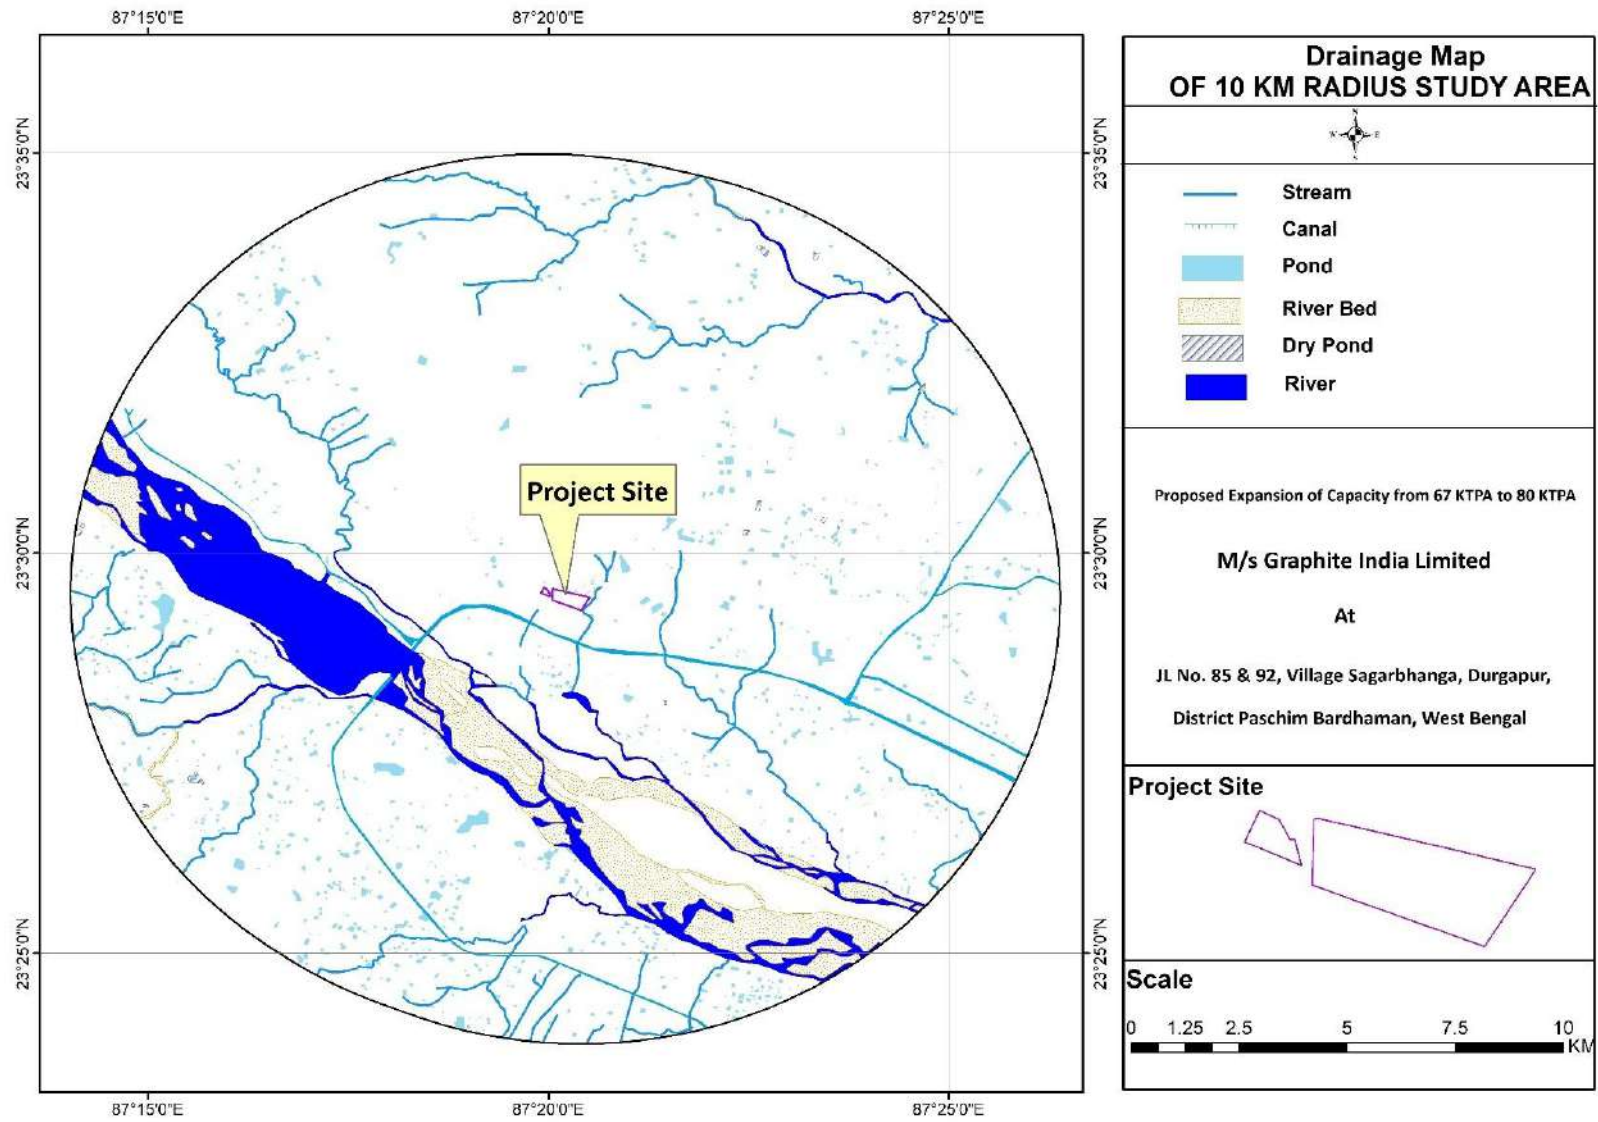 87°15'0"E 87°20'0"E 87°25'0"E
23°35'0"N 23°35'0"N
23°30'0"N 23°30'0"N
23°25'0"N 23°25'0"N
Project Site
87°15'0"E 87°20'0"E 87°25'0"E
Drainage Map
OF 10 KM RADIUS STUDY AREA
N
W E
S
Stream
Canal
Pond
River Bed
Dry Pond
River
Proposed Expansion of Capacity from 67 KTPA to 80 KTPA
M/s Graphite India Limited
At
JL No. 85 & 92, Village Sagarbhanga, Durgapur,
District Paschim Bardhaman, West Bengal
Project Site
Scale
0 1.25 2.5 5 7.5 10
KM